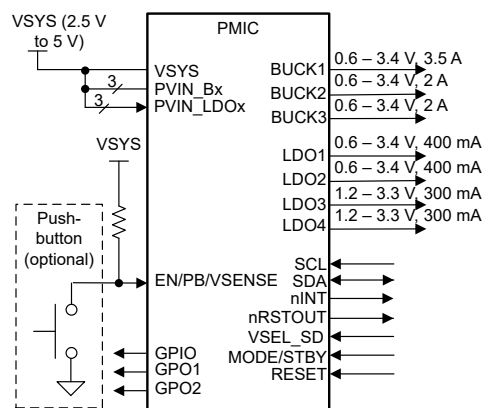 VSYS (2.5 V
to 5 V)
PMIC
VSYS
3
PVIN_Bx
3
PVIN_LDOx
BUCK1
0.6 – 3.4 V, 3.5 A
BUCK2
0.6 – 3.4 V, 2 A
BUCK3
0.6 – 3.4 V, 2 A
LDO1
0.6 – 3.4 V, 400 mA
LDO2
0.6 – 3.4 V, 400 mA
LDO3
1.2 – 3.3 V, 300 mA
LDO4
1.2 – 3.3 V, 300 mA
VSYS
Push-
button
(optional)
EN/PB/VSENSE
SCL
SDA
nINT
nRSTOUT
VSEL_SD
MODE/STBY
RESET
GPIO
GPO1
GPO2